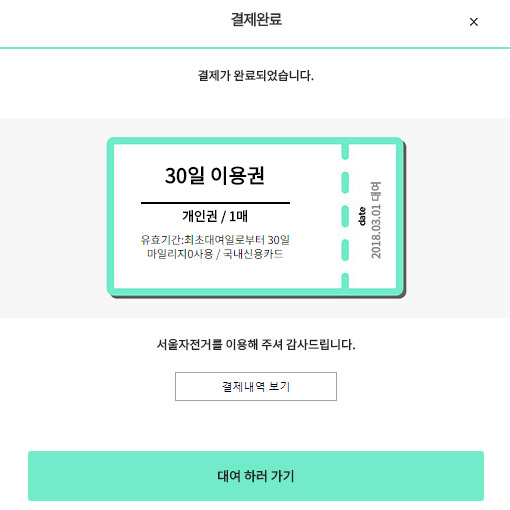 결제완료
×
결제가 완료되었습니다.
30일 이용권
개인권 / 1매
유효기간:최초대여일로부터 30일
마일리지0사용 / 국내신용카드
date
2018.03.01 대여
서울자전거를 이용해 주셔 감사드립니다.
결제내역 보기
대여 하러 가기